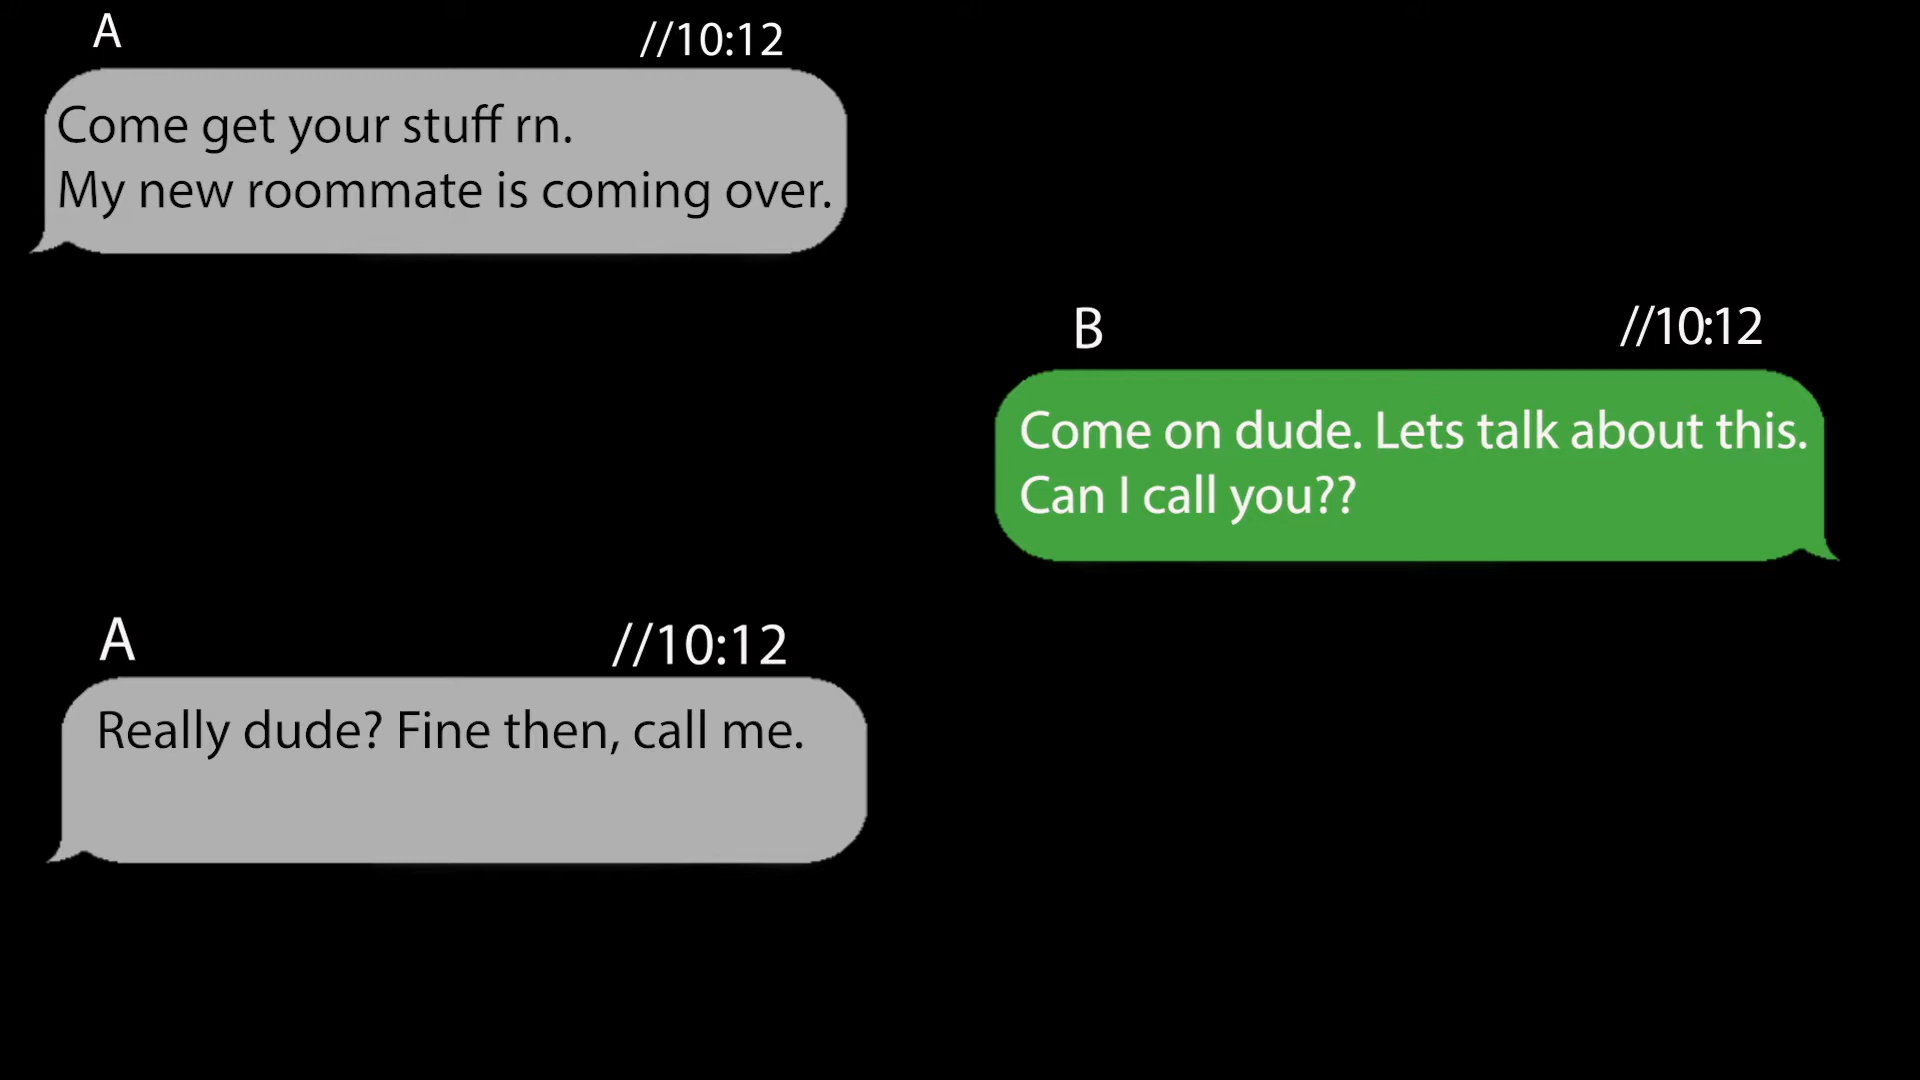 A //10:12
Come get your stuff rn.
My new roommate is coming over.
B //10:12
Come on dude. Lets talk about this.
Can I call you??
A //10:12
Really dude? Fine then, call me.